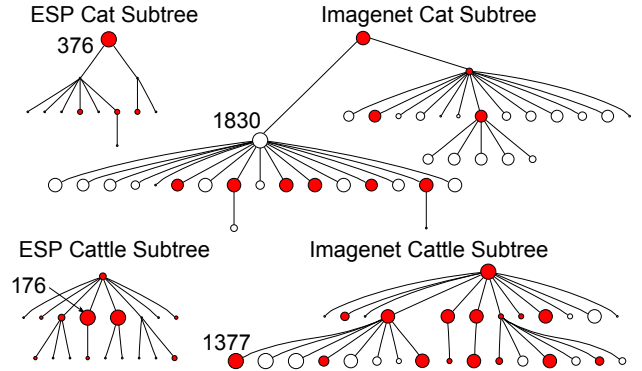 ESP Cat Subtree
Imagenet Cat Subtree
376
1830
ESP Cattle Subtree
Imagenet Cattle Subtree
176
1377